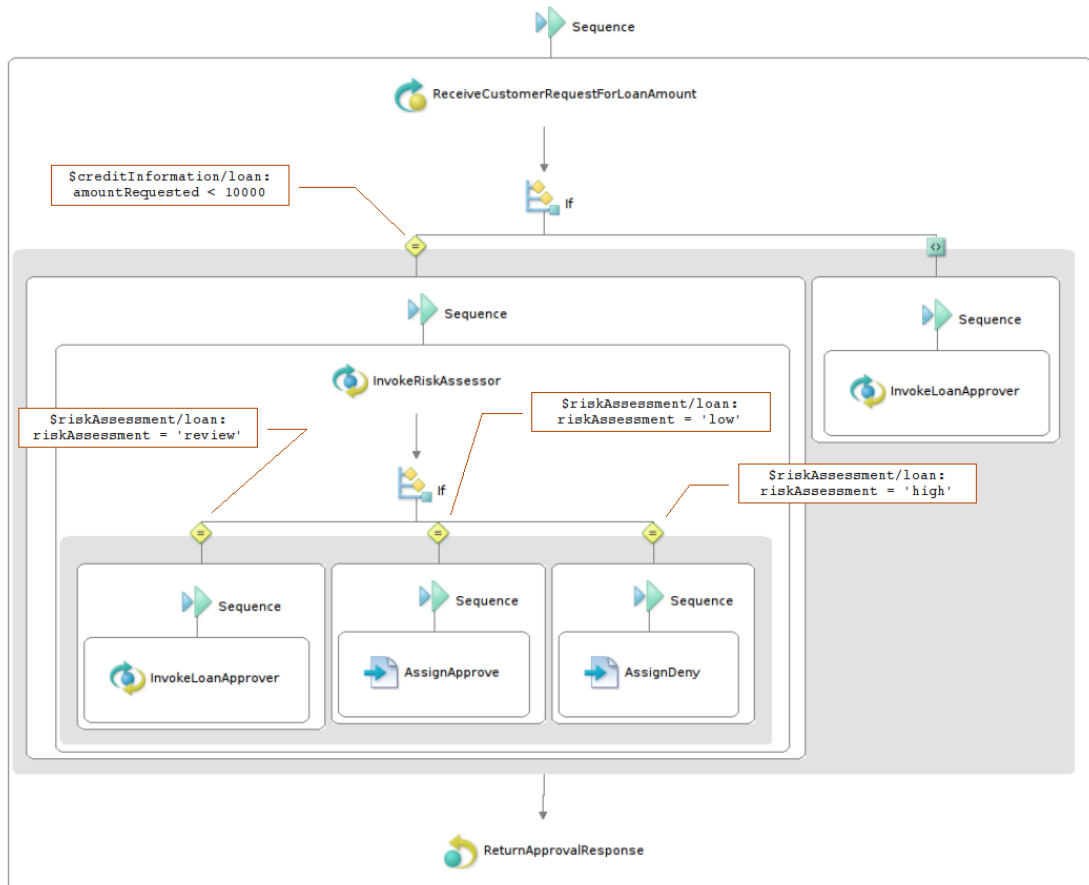 Sequence
ReceiveCustomerRequestForLoanAmount
$creditInformation/loan:
amountRequested < 10000
If
=
<>
Sequence
Sequence
InvokeRiskAssessor
InvokeLoanApprover
$riskAssessment/loan:
riskAssessment = 'review'
$riskAssessment/loan:
riskAssessment = 'low'
$riskAssessment/loan:
riskAssessment = 'high'
If
=
=
=
Sequence
Sequence
Sequence
InvokeLoanApprover
AssignApprove
AssignDeny
ReturnApprovalResponse